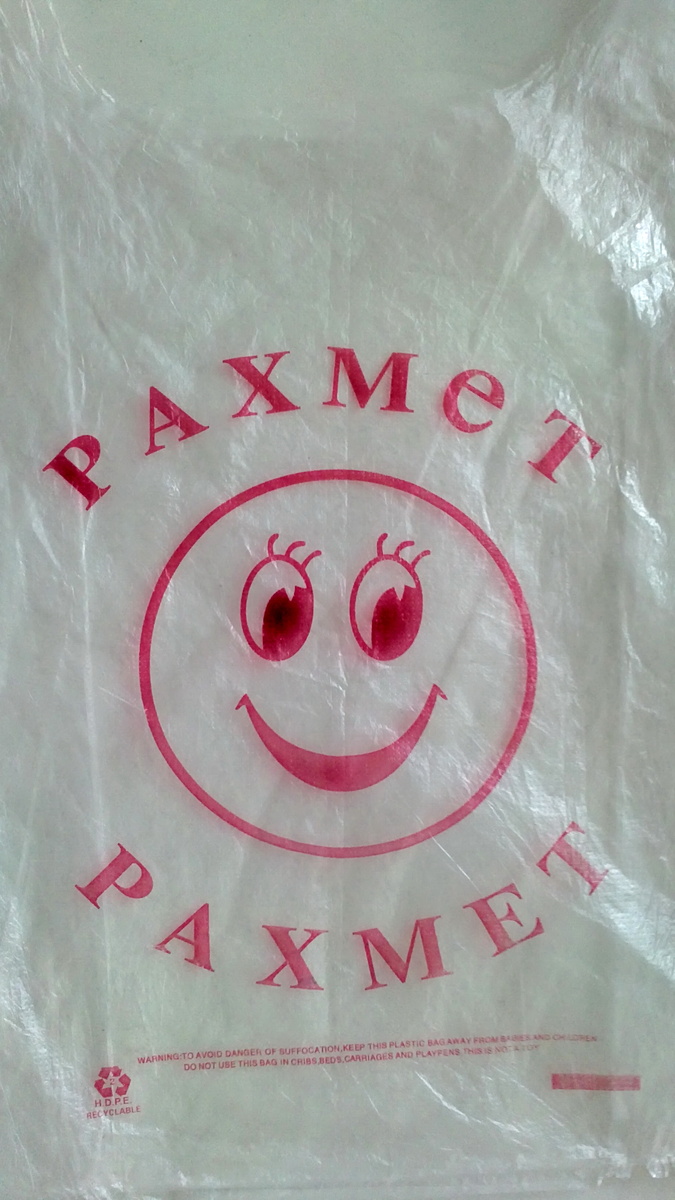 PAXMeT
PAXMET
WARNING:TO AVOID DANGER OF SUFFOCATION,KEEP THIS PLASTIC BAG AWAY FROM BABIES AND CHILDREN
DO NOT USE THIS BAG IN CRIBS,BEDS,CARRIAGES AND PLAYPENS.THIS IS NOT A TOY
2
H.D.P.E.
RECYCLABLE